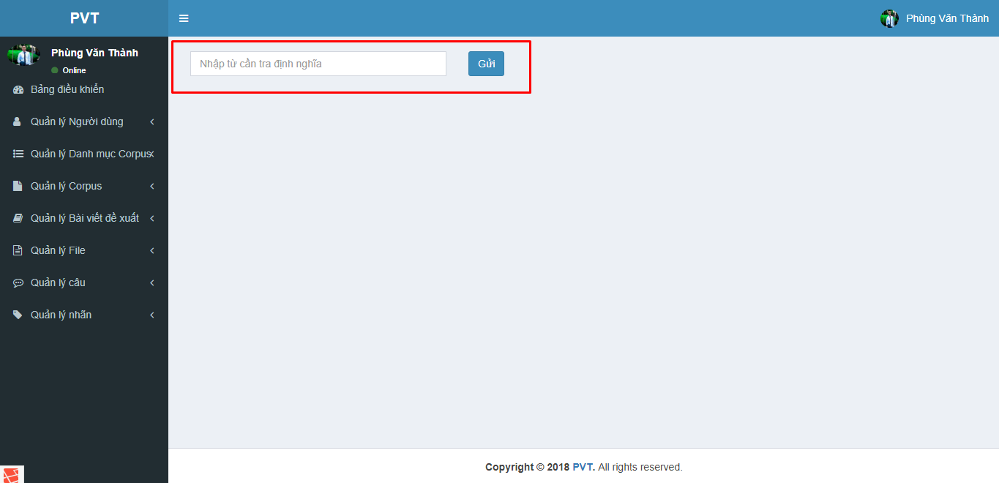 PVT
Phùng Văn Thành
Phùng Văn Thành
Online
Nhập từ cần tra định nghĩa
Gửi
Bảng điều khiển
Quản lý Người dùng
Quản lý Danh mục Corpus
Quản lý Corpus
Quản lý Bài viết đề xuất
Quản lý File
Quản lý câu
Quản lý nhãn
Copyright © 2018 PVT. All rights reserved.